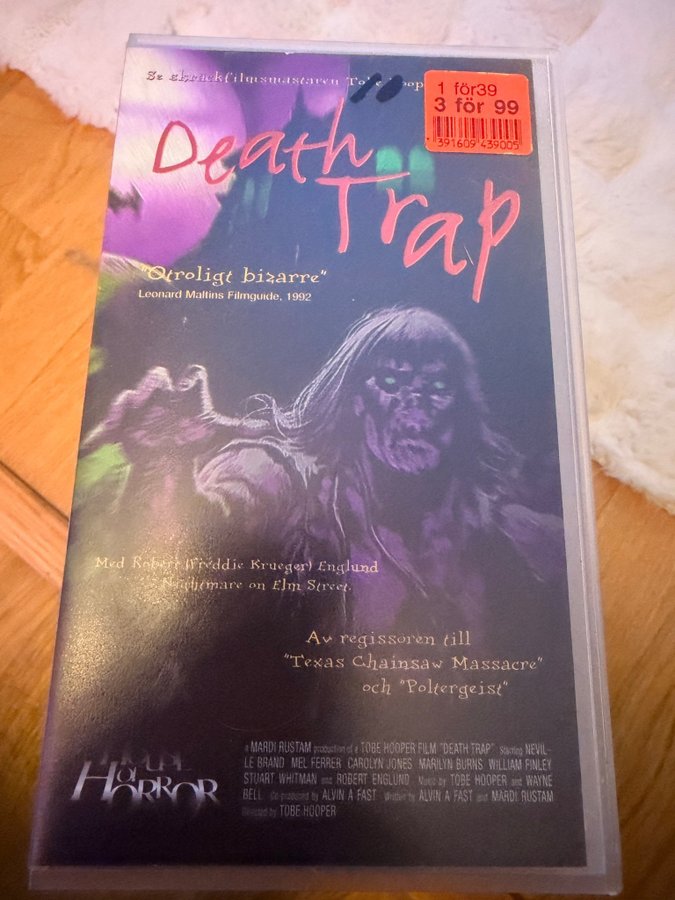 Se skräckfilmsmästaren Tobe
1 för39
3 för 99
391609 439005
Death
Trap
"Otroligt bizarre"
Leonard Maltins Filmguide, 1992
Med Robert (Freddie Krueger) Englund
Nightmare on Elm Street.
Av regissören till
"Texas Chainsaw Massacre"
och "Poltergeist"
HOUSE
OF
HORROR
a MARDI RUSTAM production of a TOBE HOOPER FILM "DEATH TRAP" Starring NEVIL-
LE BRAND MEL FERRER CAROLYN JONES MARILYN BURNS WILLIAM FINLEY
STUART WHITMAN and ROBERT ENGLUND Music by TOBE HOOPER and WAYNE
BELL Co-produced by ALVIN A FAST Written by ALVIN A FAST and MARDI RUSTAM
Directed by TOBE HOOPER